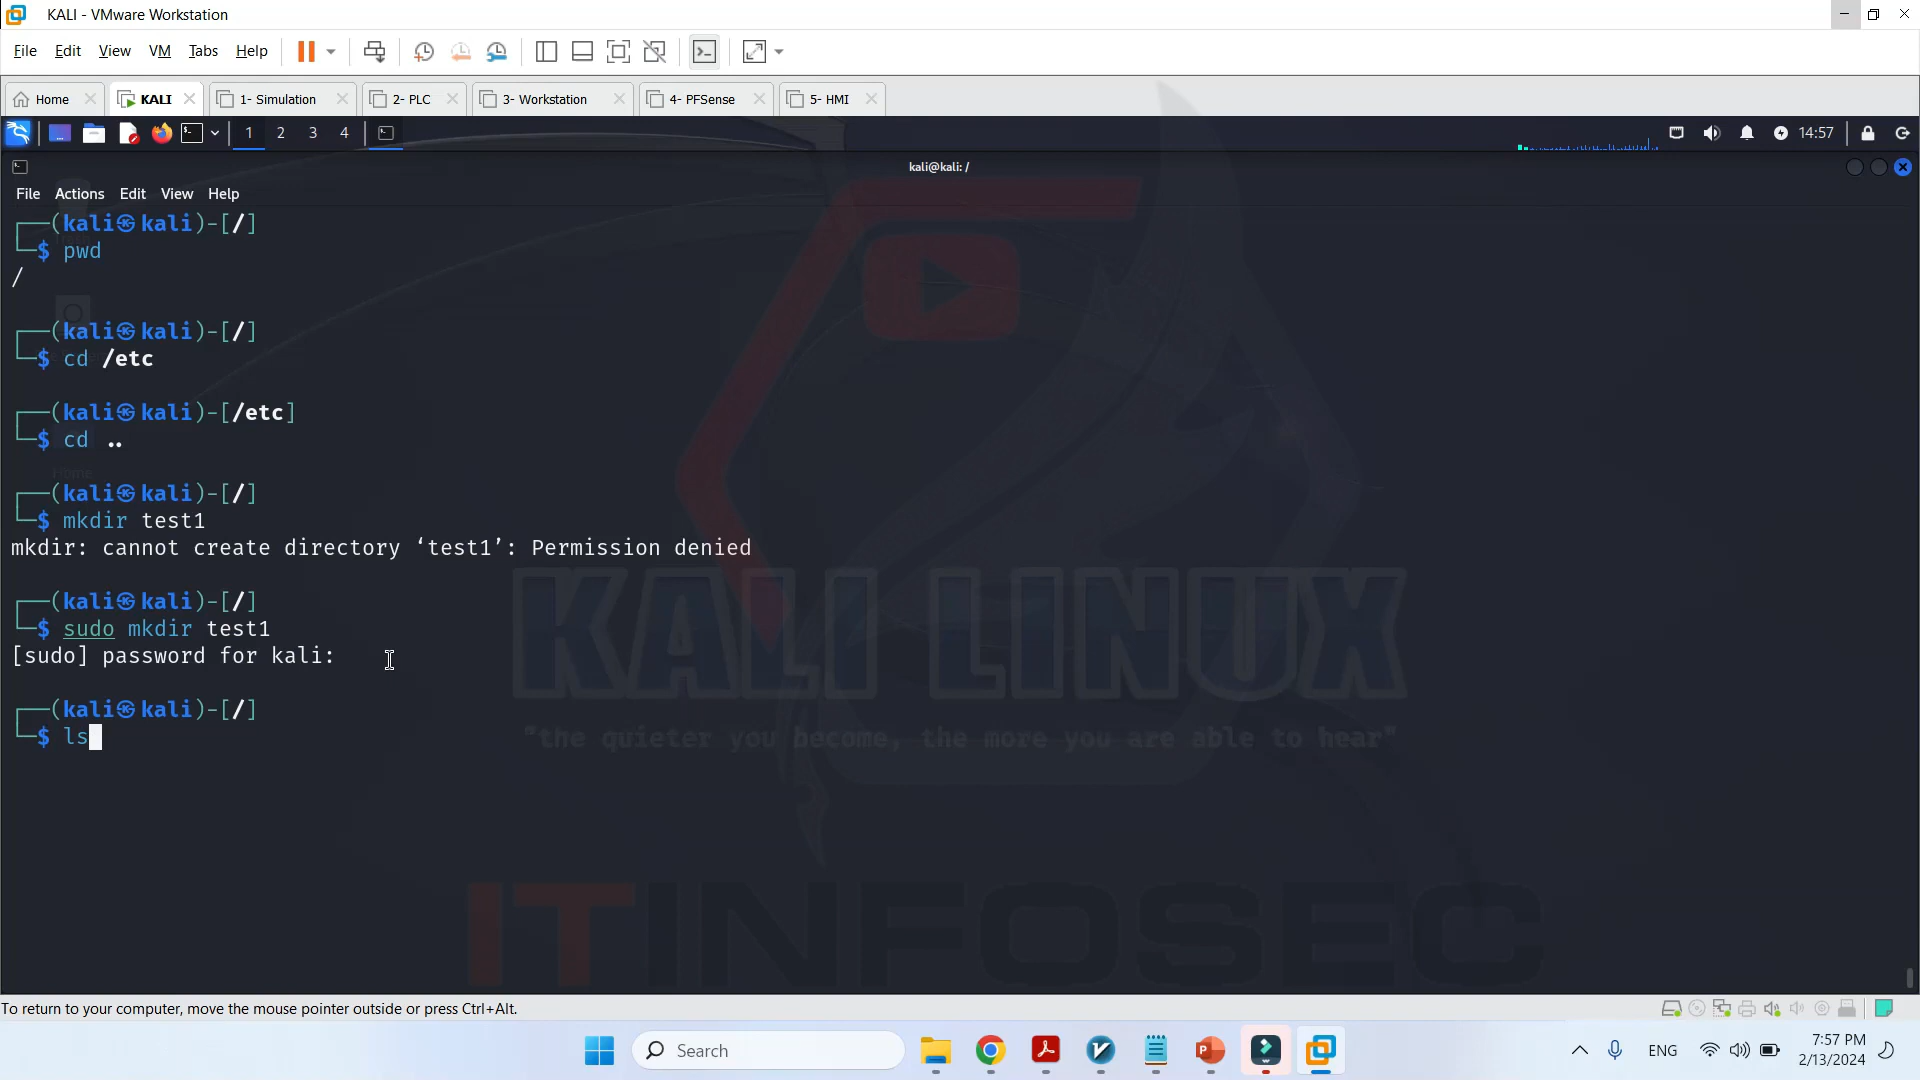 KALI - VMware Workstation
File Edit View VM Tabs Help
Home KALI 1- Simulation 2- PLC 3- Workstation 4- PFSense 5- HMI
1 2 3 4 14:57
kali@kali: /
File Actions Edit View Help
┌──(kali㉿kali)-[/]
└─$ pwd
/
┌──(kali㉿kali)-[/]
└─$ cd /etc
┌──(kali㉿kali)-[/etc]
└─$ cd ..
Home
┌──(kali㉿kali)-[/]
└─$ mkdir test1
mkdir: cannot create directory ‘test1’: Permission denied
┌──(kali㉿kali)-[/]
└─$ sudo mkdir test1
[sudo] password for kali:
KALI LINUX
┌──(kali㉿kali)-[/]
└─$ ls
"the quieter you become, the more you are able to hear"
ITINFOSEC
To return to your computer, move the mouse pointer outside or press Ctrl+Alt.
Search
ENG
7:57 PM
2/13/2024